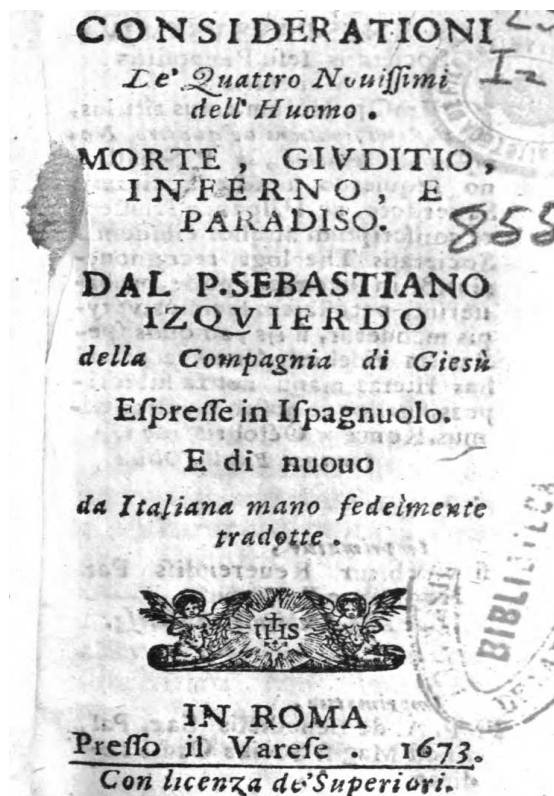 CONSIDERATIONI
De' Quattro Nouiſſimi
dell' Huomo.
MORTE, GIVDITIO,
INFERNO, E
PARADISO.
855
DAL P. SEBASTIANO
IZQVIERDO
della Compagnia di Giesù
Eſpreſſe in Iſpagnuolo.
E di nuouo
da Italiana mano fedelmente
tradotte.
IHS
BIBLIOTECA
IN ROMA
Preſſo il Vareſe. 1673.
Con licenza de' Superiori.